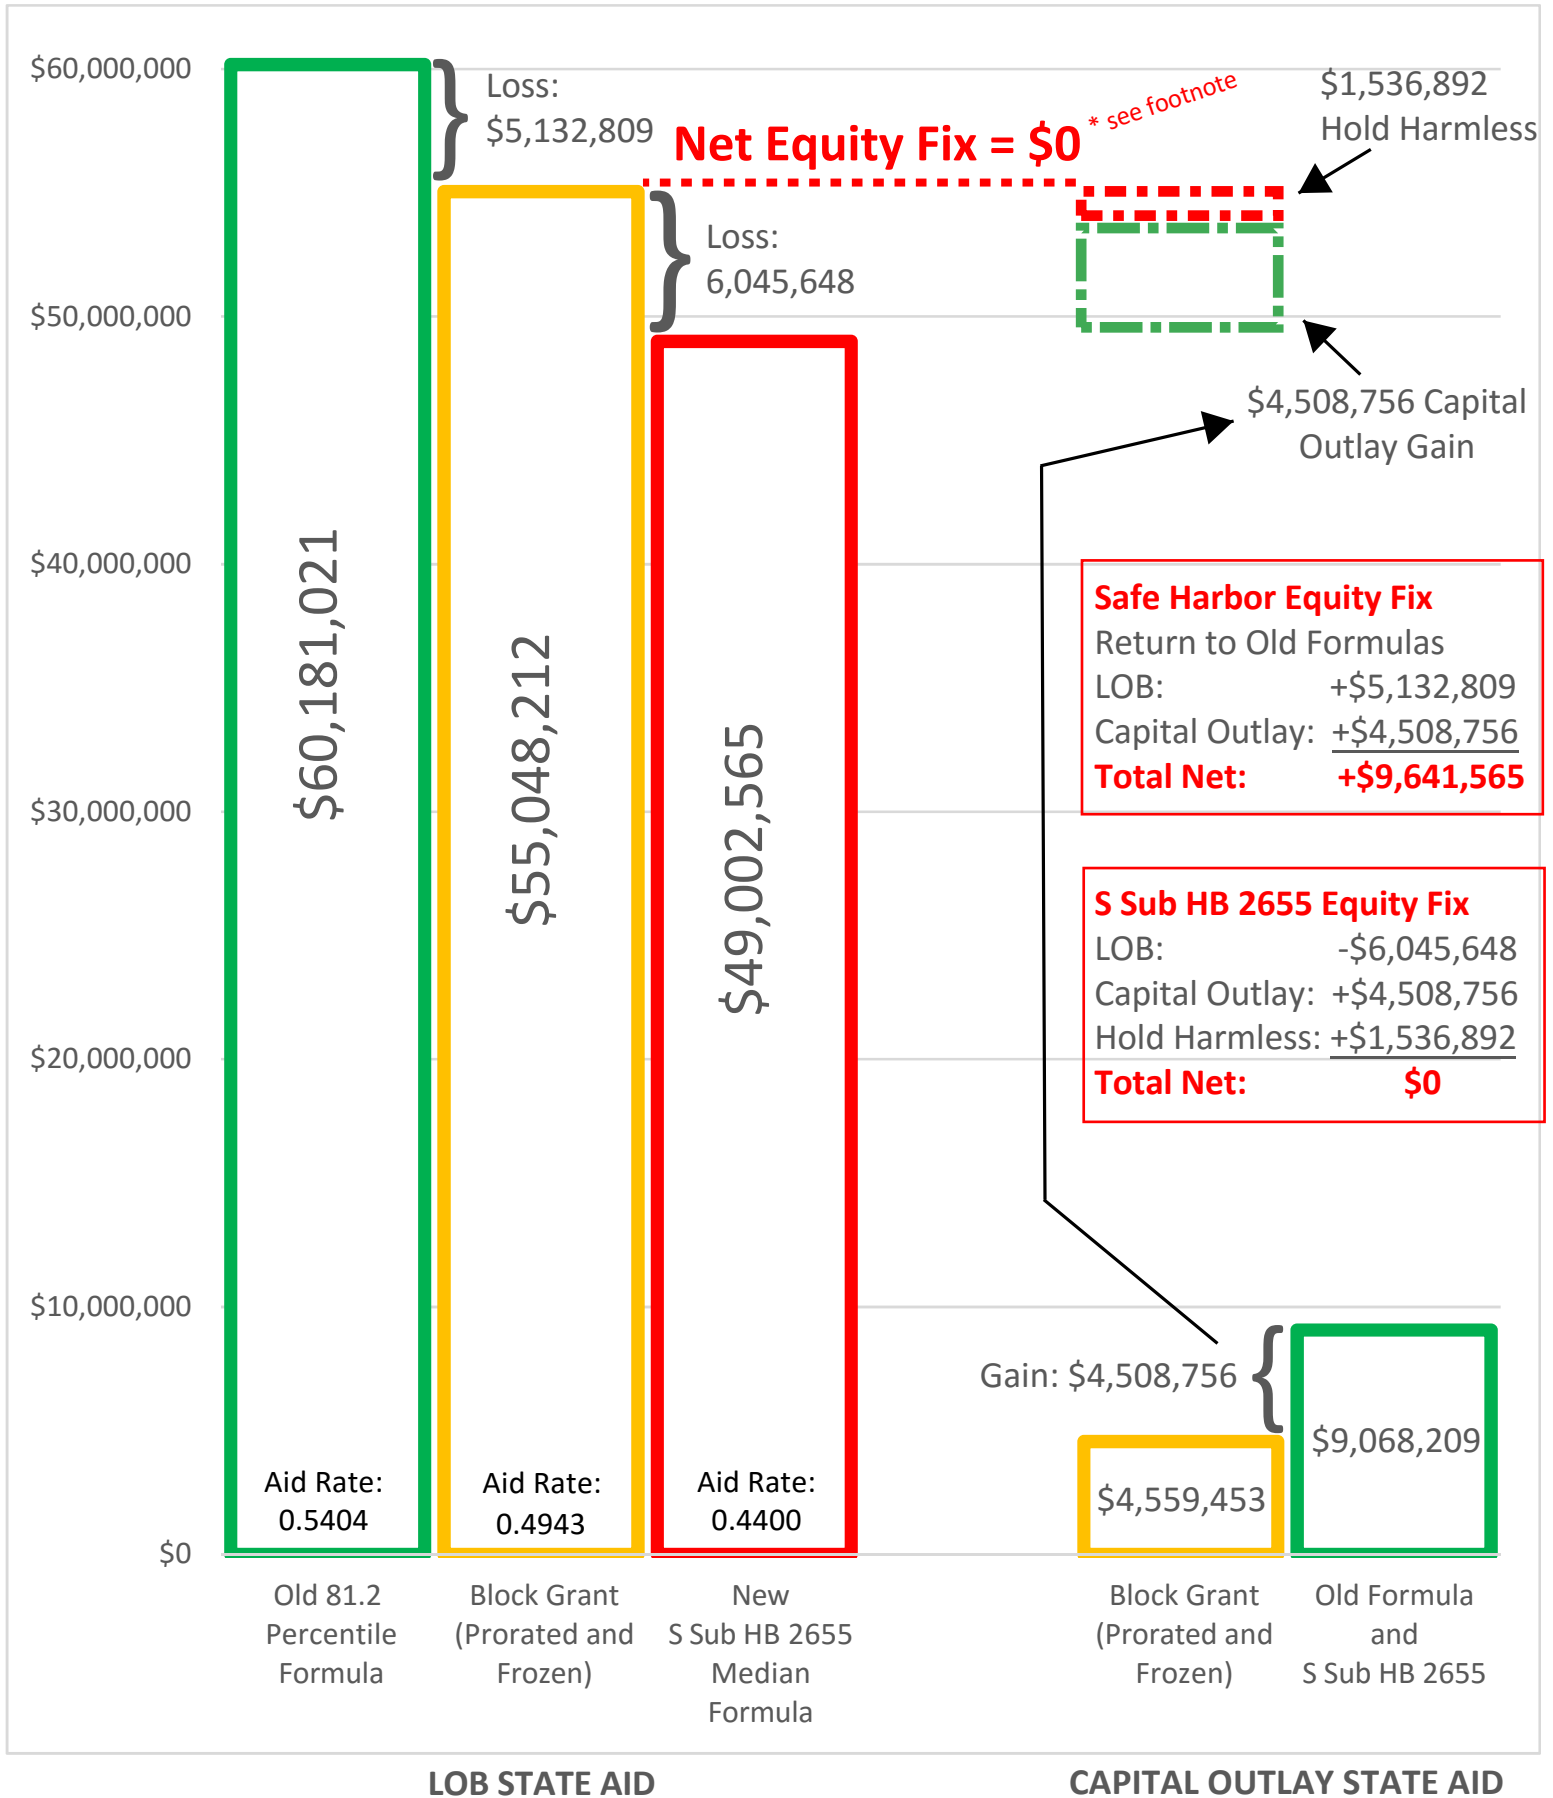 $60,000,000
$50,000,000
$40,000,000
$30,000,000
$20,000,000
$10,000,000
$0
Loss:
$5,132,809
Net Equity Fix = $0
* see footnote
$1,536,892
Hold Harmless
Loss:
6,045,648
$4,508,756 Capital
Outlay Gain
$60,181,021
$55,048,212
$49,002,565
Safe Harbor Equity Fix
Return to Old Formulas
LOB: +$5,132,809
Capital Outlay: +$4,508,756
Total Net: +$9,641,565
S Sub HB 2655 Equity Fix
LOB: -$6,045,648
Capital Outlay: +$4,508,756
Hold Harmless: +$1,536,892
Total Net: $0
Gain: $4,508,756
$4,559,453
$9,068,209
Aid Rate:
0.5404
Aid Rate:
0.4943
Aid Rate:
0.4400
Old 81.2
Percentile
Formula
Block Grant
(Prorated and
Frozen)
New
S Sub HB 2655
Median
Formula
Block Grant
(Prorated and
Frozen)
Old Formula
and
S Sub HB 2655
LOB STATE AID
CAPITAL OUTLAY STATE AID